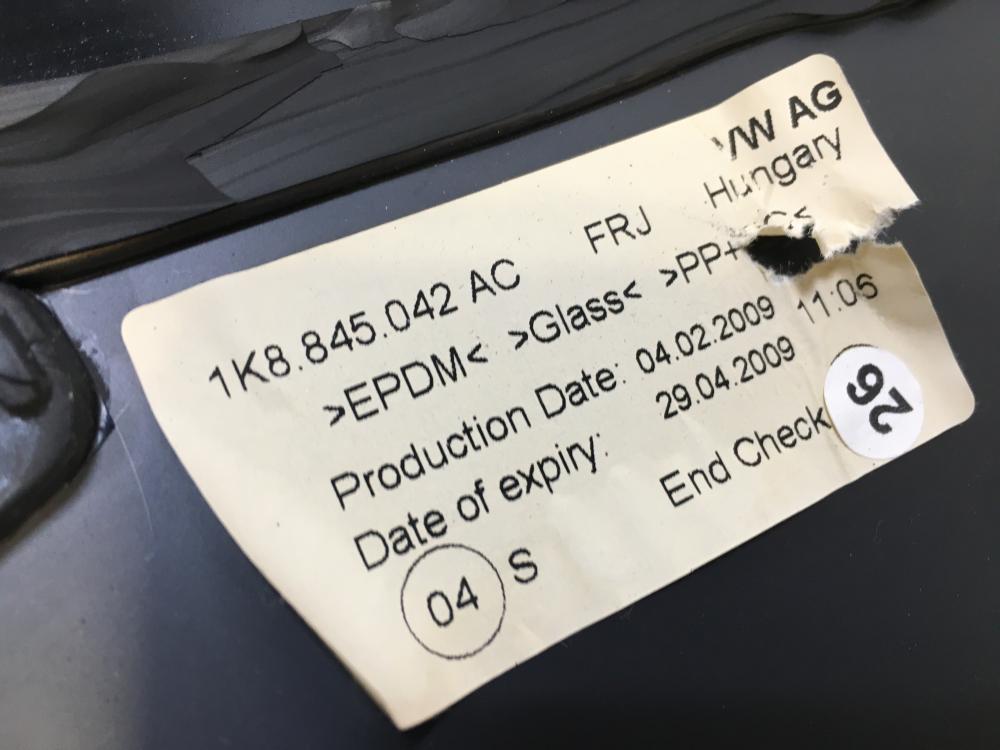 VW AG
1K8.845.042 AC FRJ Hungary
>EPDM< >Glass< >PP+
Production Date: 04.02.2009 11:06
Date of expiry: 29.04.2009
04 S End Check
26